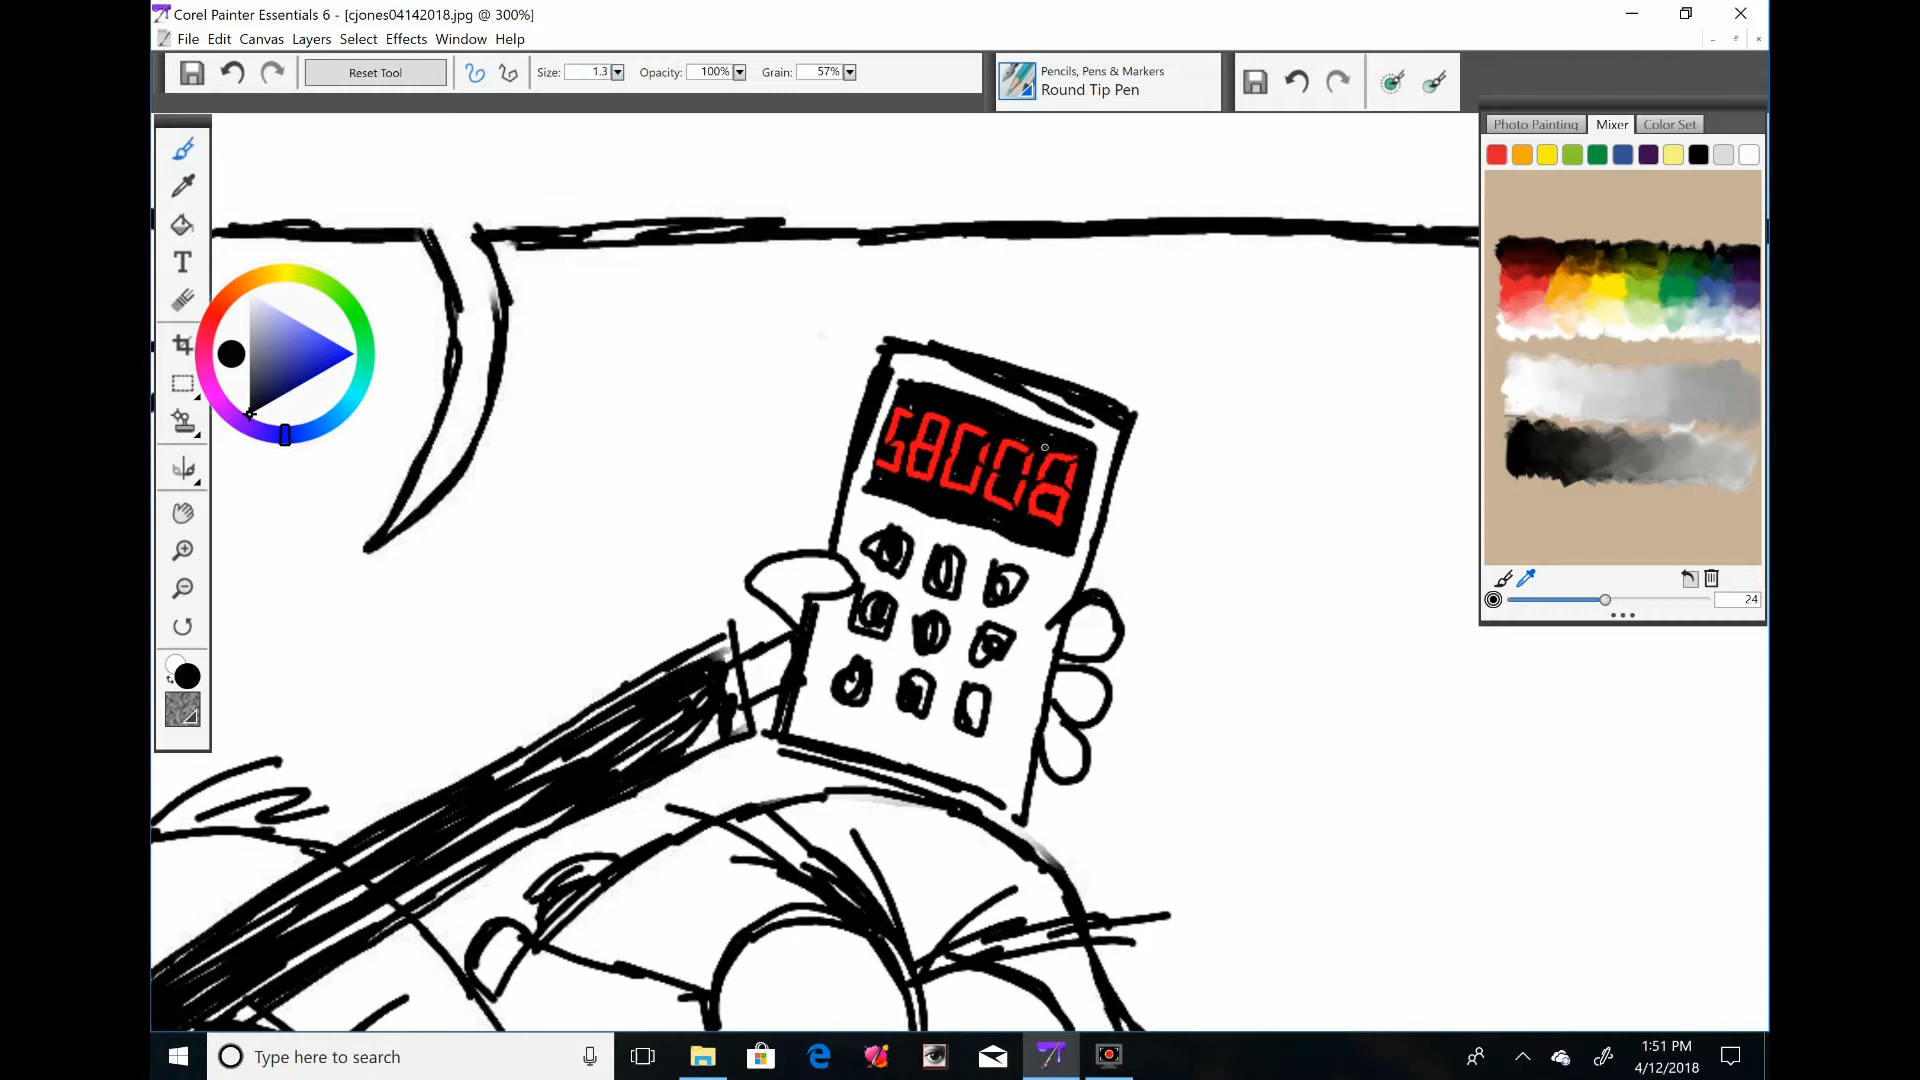 Corel Painter Essentials 6 - [cjones04142018.jpg @ 300%]
File Edit Canvas Layers Select Effects Window Help
Reset Tool Size: 1.3 Opacity: 100% Grain: 57%
Pencils, Pens & Markers
Round Tip Pen
Photo Painting Mixer Color Set
T
58008
24
Type here to search
1:51 PM
4/12/2018